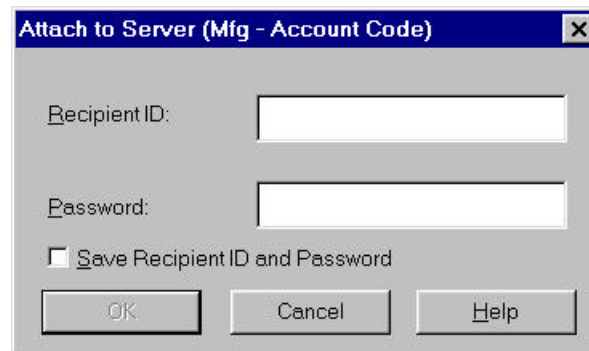 Attach to Server (Mfg - Account Code)
Recipient ID:
Password:
Save Recipient ID and Password
OK Cancel Help